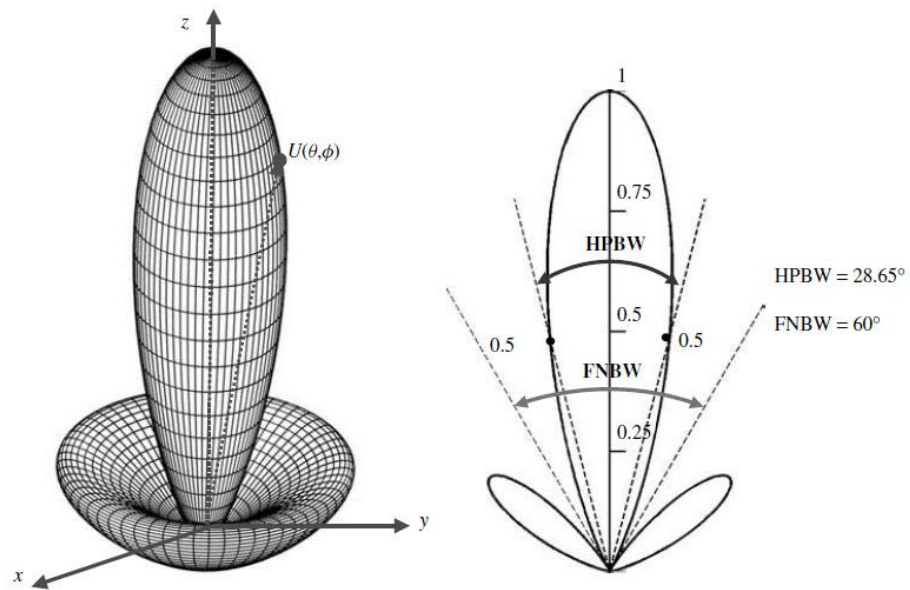 z
U(θ,ϕ)
y
x
1
0.75
HPBW
HPBW = 28.65°
0.5
FNBW = 60°
0.5
0.5
FNBW
0.25